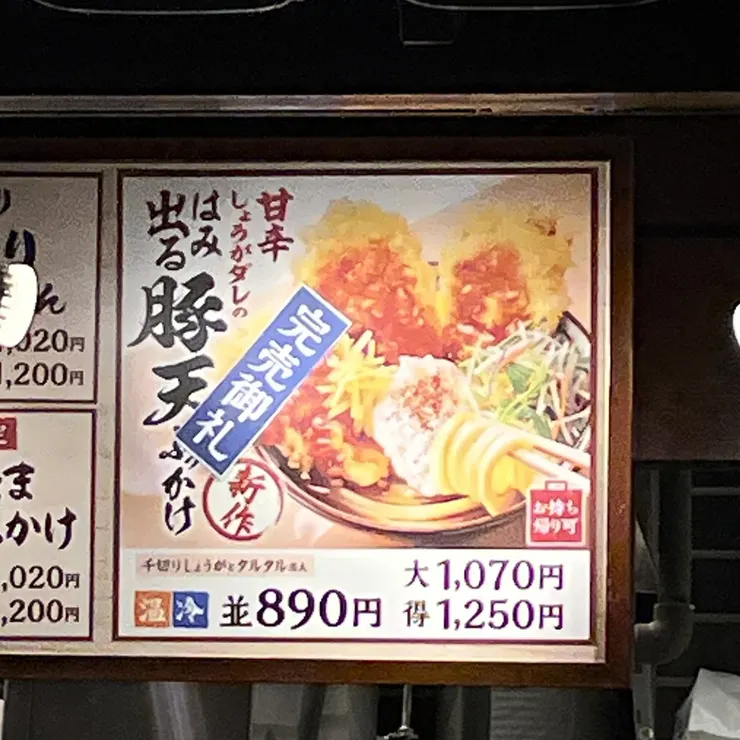 甘辛
しょうがダレの
はみ
出る
豚天
ぶっかけ
新作
完売御礼
お持ち
帰り可
千切りしょうがとタルタル
大1,070円
温 冷 並890円 得1,250円
り
ん
,020円
1,200円
ま
かけ
,020円
,200円